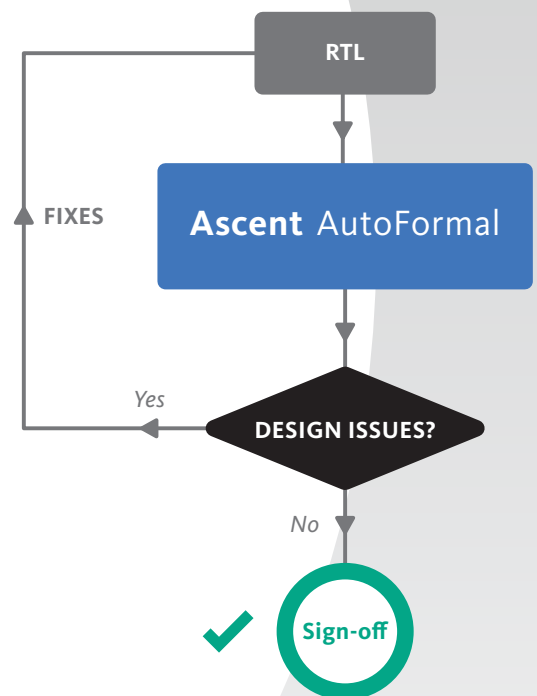 RTL
FIXES
Ascent AutoFormal
Yes
DESIGN ISSUES?
No
Sign-off